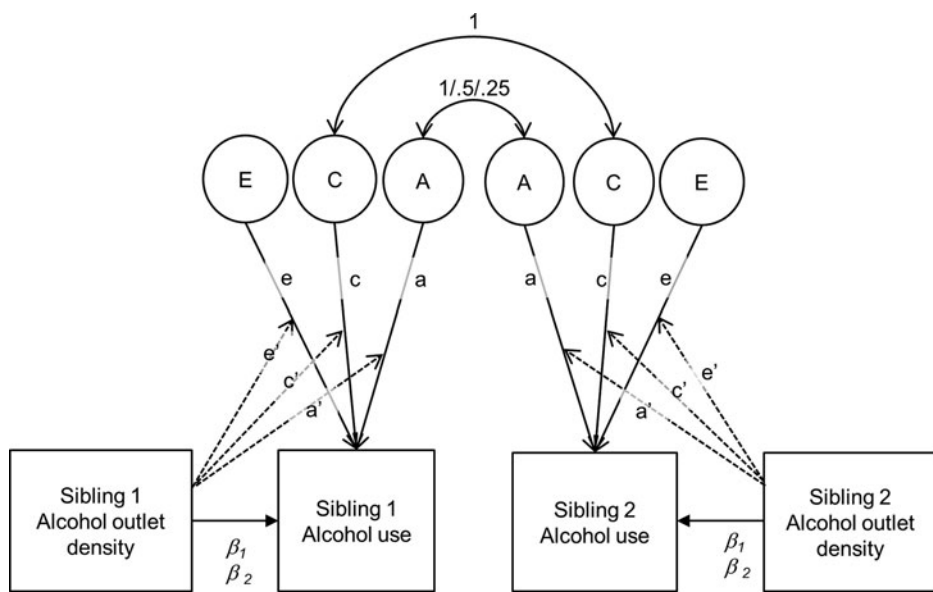 1
1/.5/.25
E
C
A
A
C
E
e
c
a
a
c
e
e'
c'
a'
e'
c'
a'
Sibling 1
Alcohol outlet
density
Sibling 1
Alcohol use
Sibling 2
Alcohol use
Sibling 2
Alcohol outlet
density
β1
β2
β1
β2